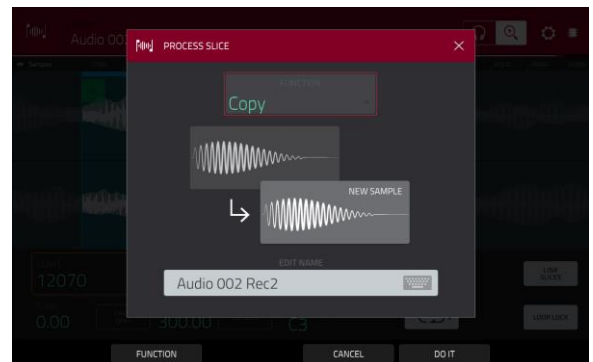 Audio 00
PROCESS SLICE
FUNCTION
Copy
NEW SAMPLE
EDIT NAME
Audio 002 Rec2
12070
LINK
SLICES
0.00
300.00
C3
LOOP LOCK
FUNCTION
CANCEL
DO IT